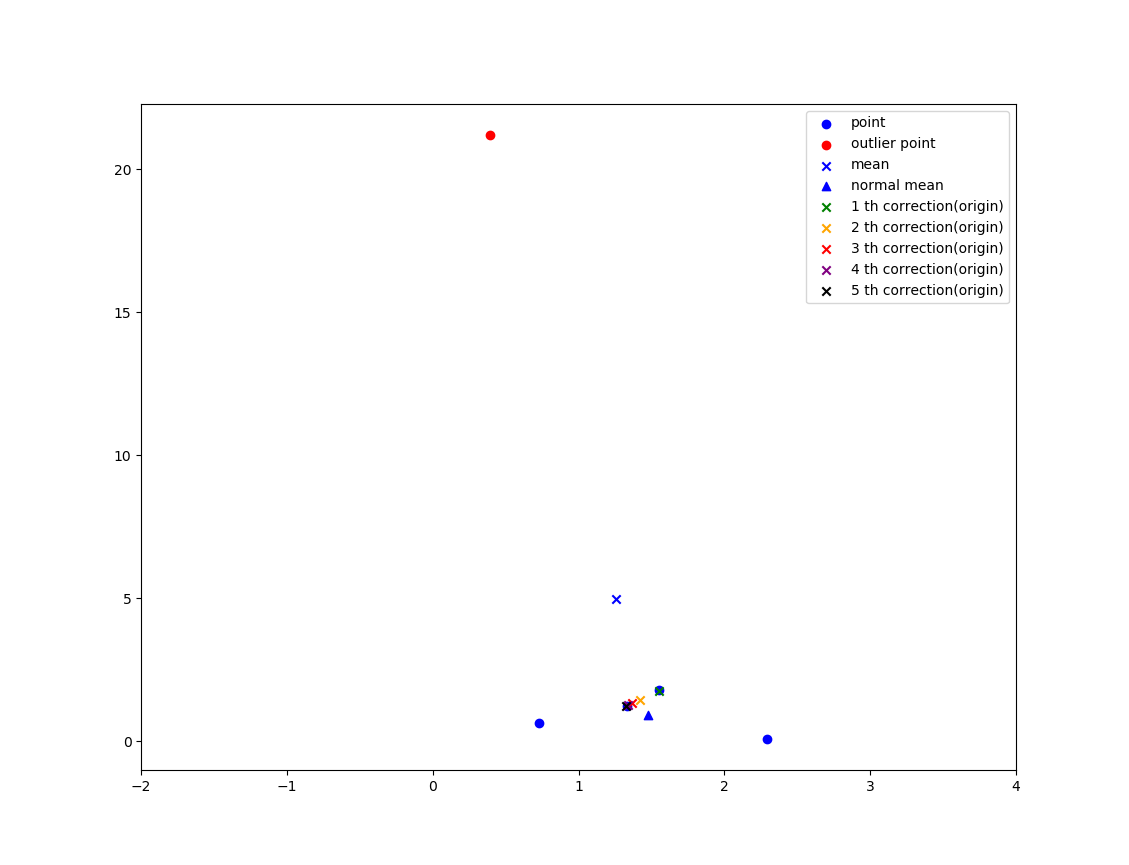 point
outlier point
mean
normal mean
1 th correction(origin)
2 th correction(origin)
3 th correction(origin)
4 th correction(origin)
5 th correction(origin)
20
15
10
5
0
−2 −1 0 1 2 3 4